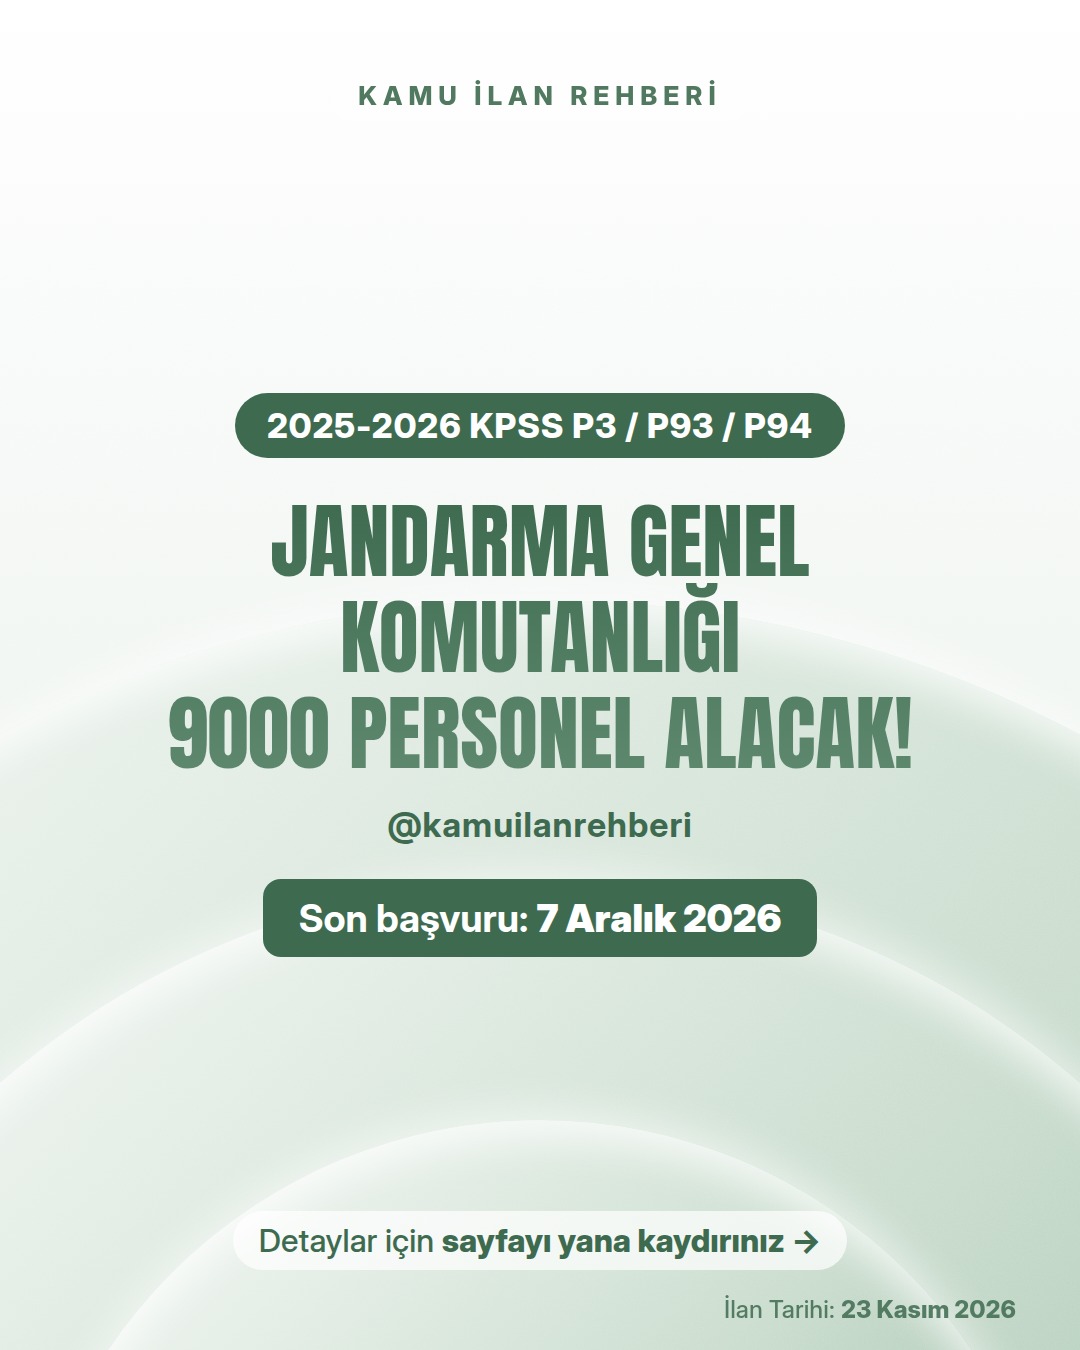 KAMU İLAN REHBERİ
2025-2026 KPSS P3 / P93 / P94
JANDARMA GENEL
KOMUTANLIĞI
9000 PERSONEL ALACAK!
@kamuilanrehberi
Son başvuru: 7 Aralık 2026
Detaylar için sayfayı yana kaydırınız →
İlan Tarihi: 23 Kasım 2026